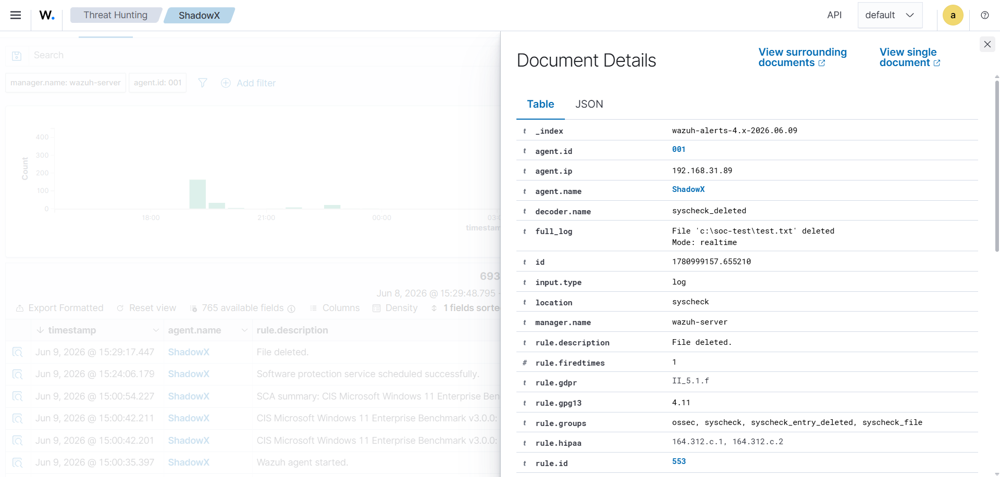 W.
Threat Hunting
ShadowX
API
default
a
Search
manager.name: wazuh-server
agent.id: 001
Add filter
Count
400
300
200
100
0
18:00
21:00
00:00
03:0
timestam
693
Jun 8, 2026 @ 15:29:48.795 -
Export Formatted
Reset view
765 available fields
Columns
Density
1 fields sorte
timestamp agent.name rule.description
Jun 9, 2026 @ 15:29:17.447 ShadowX File deleted.
Jun 9, 2026 @ 15:24:06.179 ShadowX Software protection service scheduled successfully.
Jun 9, 2026 @ 15:00:54.227 ShadowX SCA summary: CIS Microsoft Windows 11 Enterprise Ben
Jun 9, 2026 @ 15:00:42.211 ShadowX CIS Microsoft Windows 11 Enterprise Benchmark v3.0.0:
Jun 9, 2026 @ 15:00:42.201 ShadowX CIS Microsoft Windows 11 Enterprise Benchmark v3.0.0:
Jun 9, 2026 @ 15:00:35.397 ShadowX Wazuh agent started.
Document Details
View surrounding
documents
View single
document
Table
JSON
t _index wazuh-alerts-4.x-2026.06.09
t agent.id 001
t agent.ip 192.168.31.89
t agent.name ShadowX
t decoder.name syscheck_deleted
t full_log File 'c:\soc-test\test.txt' deleted
Mode: realtime
t id 1780999157.655210
t input.type log
t location syscheck
t manager.name wazuh-server
t rule.description File deleted.
# rule.firedtimes 1
t rule.gdpr II_5.1.f
t rule.gpg13 4.11
t rule.groups ossec, syscheck, syscheck_entry_deleted, syscheck_file
t rule.hipaa 164.312.c.1, 164.312.c.2
t rule.id 553